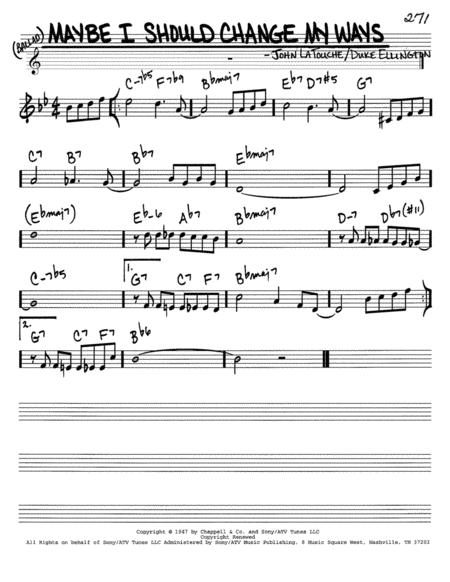 271
(BALLAD) MAYBE I SHOULD CHANGE MY WAYS
- JOHN LATOUCHE/DUKE ELLINGTON
C-7b5 F7b9 Bbmaj7 Eb7 D7#5 G7
C7 B7 Bb7 Ebmaj7
(Ebmaj7) Eb-6 Ab7 Bbmaj7 D-7 Db7(#11)
C-7b5 1. G7 C7 F7 Bbmaj7
2. G7 C7 F7 Bb6
Copyright © 1947 by Chappell & Co. and Sony/ATV Tunes LLC
Copyright Renewed
All Rights on behalf of Sony/ATV Tunes LLC Administered by Sony/ATV Music Publishing, 8 Music Square West, Nashville, TN 37203